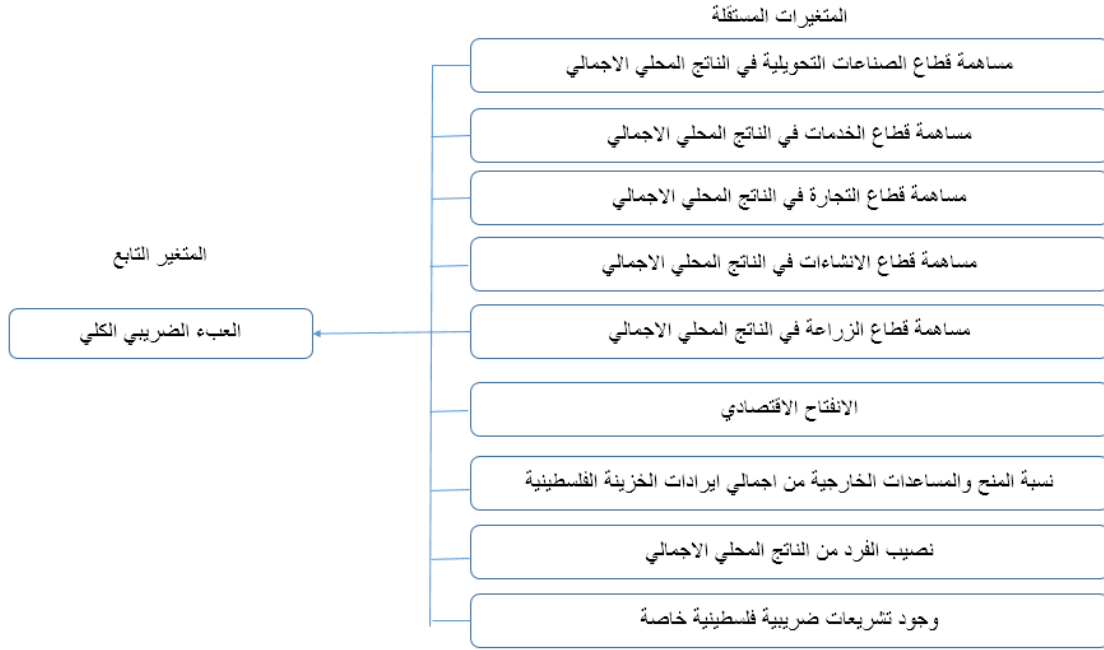 المتغيرات المستقلة
مساهمة قطاع الصناعات التحويلية في الناتج المحلي الاجمالي
مساهمة قطاع الخدمات في الناتج المحلي الاجمالي
مساهمة قطاع التجارة في الناتج المحلي الاجمالي
مساهمة قطاع الانشاءات في الناتج المحلي الاجمالي
مساهمة قطاع الزراعة في الناتج المحلي الاجمالي
الانفتاح الاقتصادي
نسبة المنح والمساعدات الخارجية من اجمالي ايرادات الخزينة الفلسطينية
نصيب الفرد من الناتج المحلي الاجمالي
وجود تشريعات ضريبية فلسطينية خاصة
المتغير التابع
العبء الضريبي الكلي